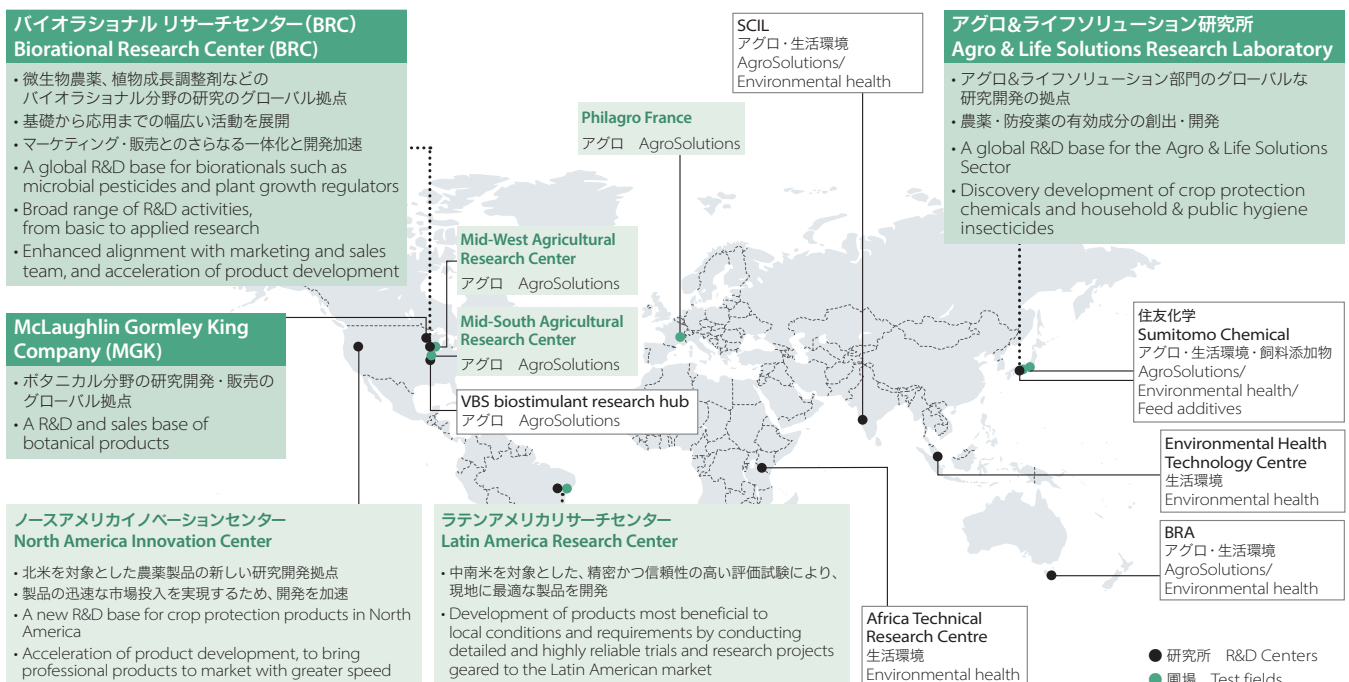 バイオラショナル リサーチセンター(BRC)
Biorational Research Center (BRC)
・微生物農薬、植物成長調整剤などの
バイオラショナル分野の研究のグローバル拠点
・基礎から応用までの幅広い活動を展開
・マーケティング・販売とのさらなる一体化と開発加速
・A global R&D base for biorationals such as
microbial pesticides and plant growth regulators
・Broad range of R&D activities,
from basic to applied research
・Enhanced alignment with marketing and sales
team, and acceleration of product development
McLaughlin Gormley King
Company (MGK)
・ボタニカル分野の研究開発・販売の
グローバル拠点
・A R&D and sales base of
botanical products
ノースアメリカイノベーションセンター
North America Innovation Center
・北米を対象とした農薬製品の新しい研究開発拠点
・製品の迅速な市場投入を実現するため、開発を加速
・A new R&D base for crop protection products in North
America
・Acceleration of product development, to bring
professional products to market with greater speed
Philagro France
アグロ AgroSolutions
Mid-West Agricultural
Research Center
アグロ AgroSolutions
Mid-South Agricultural
Research Center
アグロ AgroSolutions
VBS biostimulant research hub
アグロ AgroSolutions
ラテンアメリカリサーチセンター
Latin America Research Center
・中南米を対象とした、精密かつ信頼性の高い評価試験により、
現地に最適な製品を開発
・Development of products most beneficial to
local conditions and requirements by conducting
detailed and highly reliable trials and research projects
geared to the Latin American market
SCIL
アグロ・生活環境
AgroSolutions/
Environmental health
アグロ&ライフソリューション研究所
Agro & Life Solutions Research Laboratory
・アグロ&ライフソリューション部門のグローバルな
研究開発の拠点
・農薬・防疫薬の有効成分の創出・開発
・A global R&D base for the Agro & Life Solutions
Sector
・Discovery development of crop protection
chemicals and household & public hygiene
insecticides
住友化学
Sumitomo Chemical
アグロ・生活環境・飼料添加物
AgroSolutions/
Environmental health/
Feed additives
Environmental Health
Technology Centre
生活環境
Environmental health
BRA
アグロ・生活環境
AgroSolutions/
Environmental health
Africa Technical
Research Centre
生活環境
Environmental health
研究所 R&D Centers
圃場 Test fields